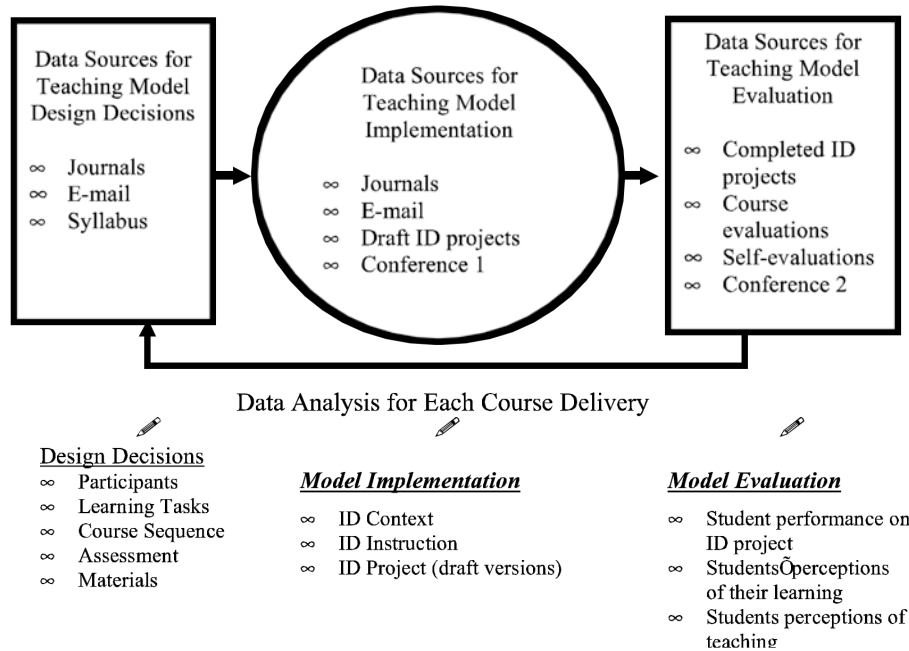 Data Sources for
Teaching Model
Design Decisions
∞ Journals
∞ E-mail
∞ Syllabus
Data Sources for
Teaching Model
Implementation
∞ Journals
∞ E-mail
∞ Draft ID projects
∞ Conference 1
Data Sources for
Teaching Model
Evaluation
∞ Completed ID
projects
∞ Course
evaluations
∞ Self-evaluations
∞ Conference 2
Data Analysis for Each Course Delivery
Design Decisions
∞ Participants
∞ Learning Tasks
∞ Course Sequence
∞ Assessment
∞ Materials
Model Implementation
∞ ID Context
∞ ID Instruction
∞ ID Project (draft versions)
Model Evaluation
∞ Student performance on
ID project
∞ StudentsÕperceptions
of their learning
∞ Students perceptions of
teaching